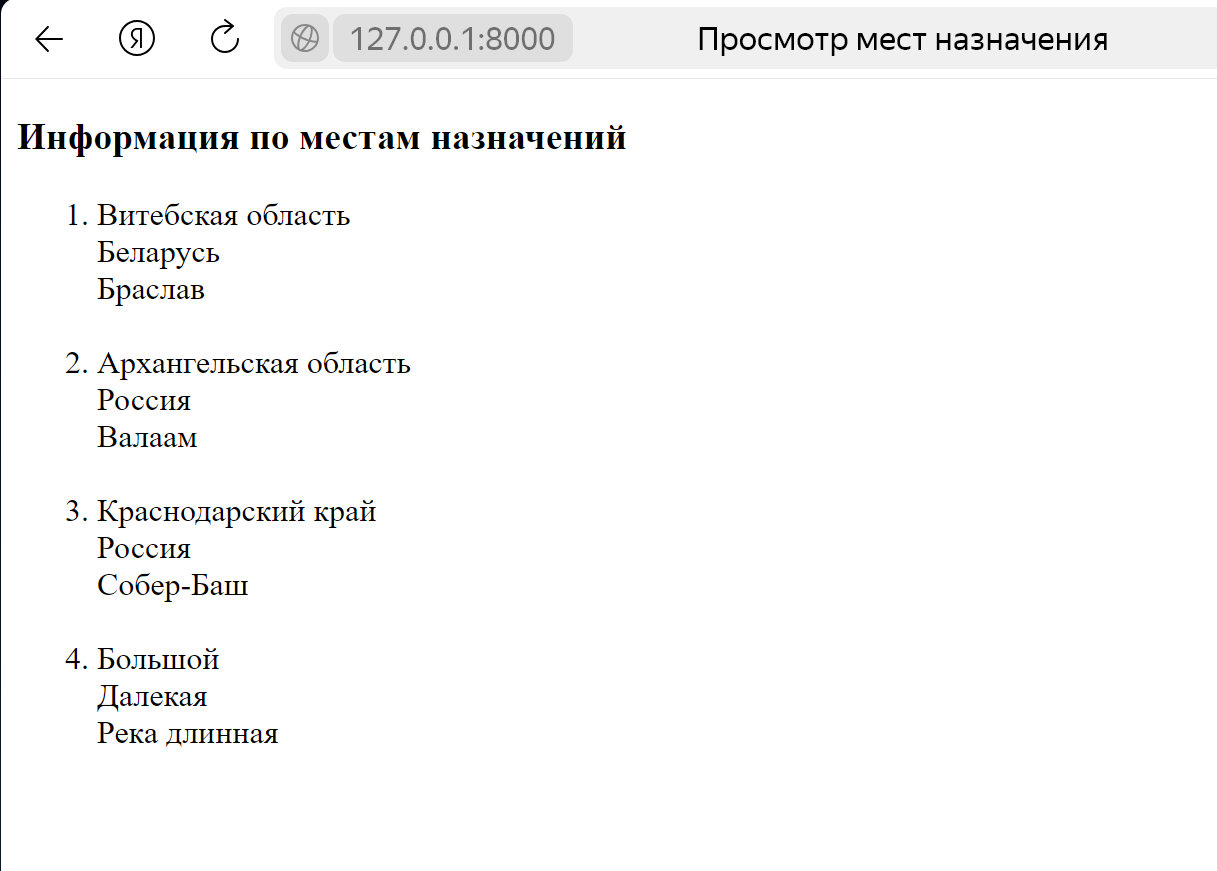 Я 127.0.0.1:8000 Просмотр мест назначения
Информация по местам назначений
1. Витебская область
Беларусь
Браслав
2. Архангельская область
Россия
Валаам
3. Краснодарский край
Россия
Собер-Баш
4. Большой
Далекая
Река длинная